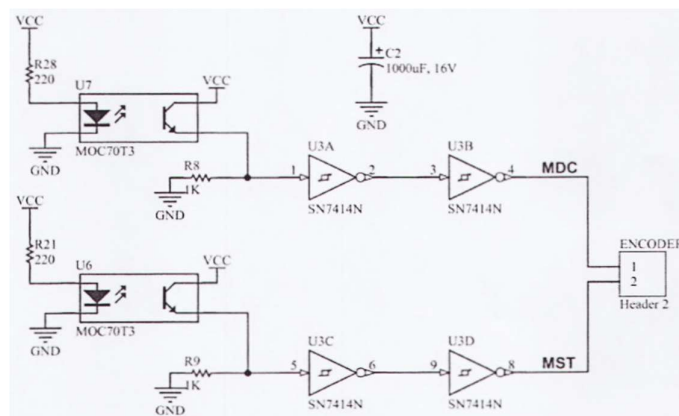 VCC
R28
220
U7
VCC
MOC70T3
GND
VCC
C2
1000uF, 16V
GND
R8
1K
GND
1
U3A
2
SN7414N
3
U3B
4
SN7414N
MDC
VCC
R21
220
U6
VCC
MOC70T3
GND
R9
1K
GND
5
U3C
6
SN7414N
9
U3D
8
SN7414N
MST
ENCODER
1
2
Header 2